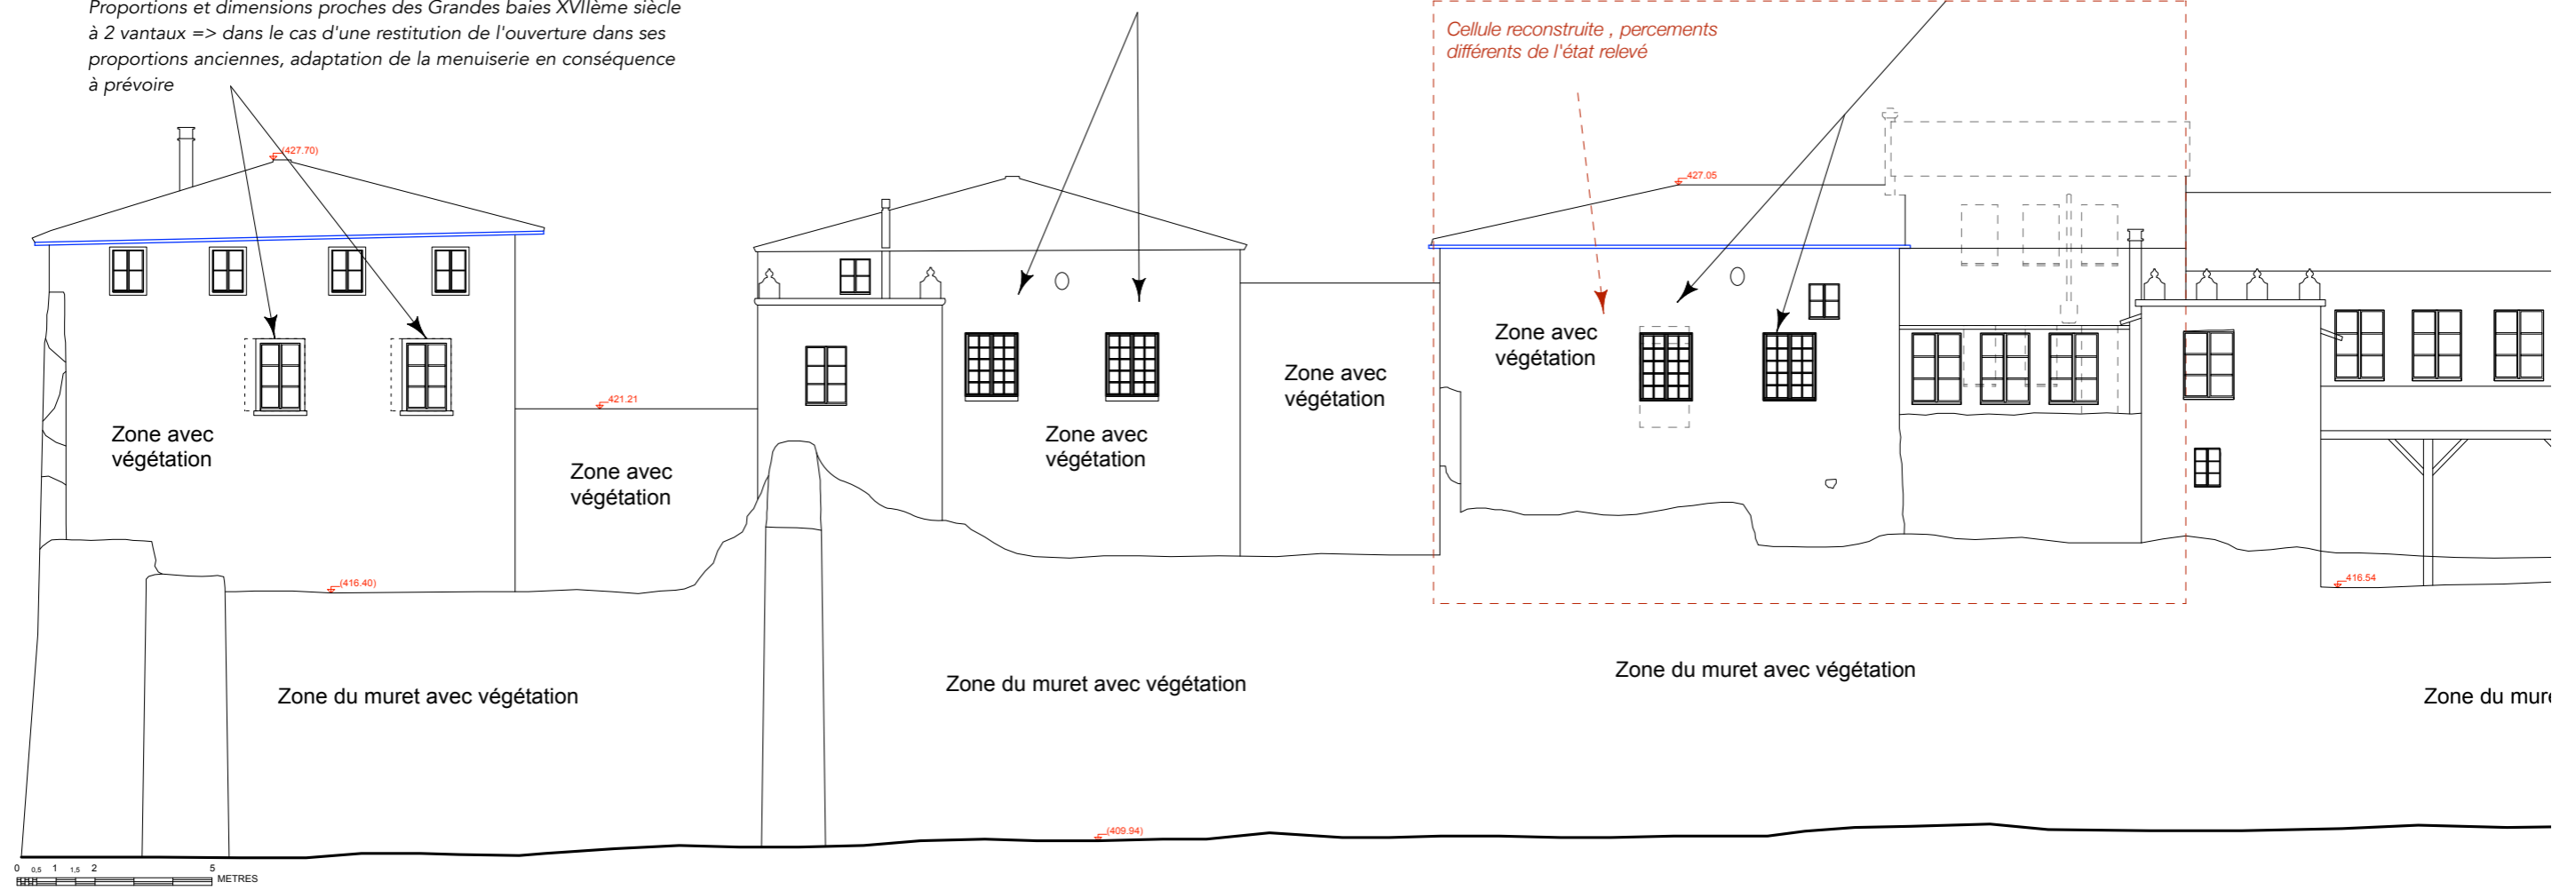 Proportions et dimensions proches des Grandes baies XVIIème siècle
à 2 vantaux => dans le cas d'une restitution de l'ouverture dans ses
proportions anciennes, adaptation de la menuiserie en conséquence
à prévoire
Cellule reconstruite , percements
différents de l'état relevé
(427.70)
427.05
421.21
Zone avec
végétation
Zone avec
végétation
Zone avec
végétation
Zone avec
végétation
Zone avec
végétation
(416.40)
416.54
Zone du muret avec végétation
Zone du muret avec végétation
Zone du muret avec végétation
Zone du mure
(409.94)
0 0,5 1 1,5 2 5
METRES